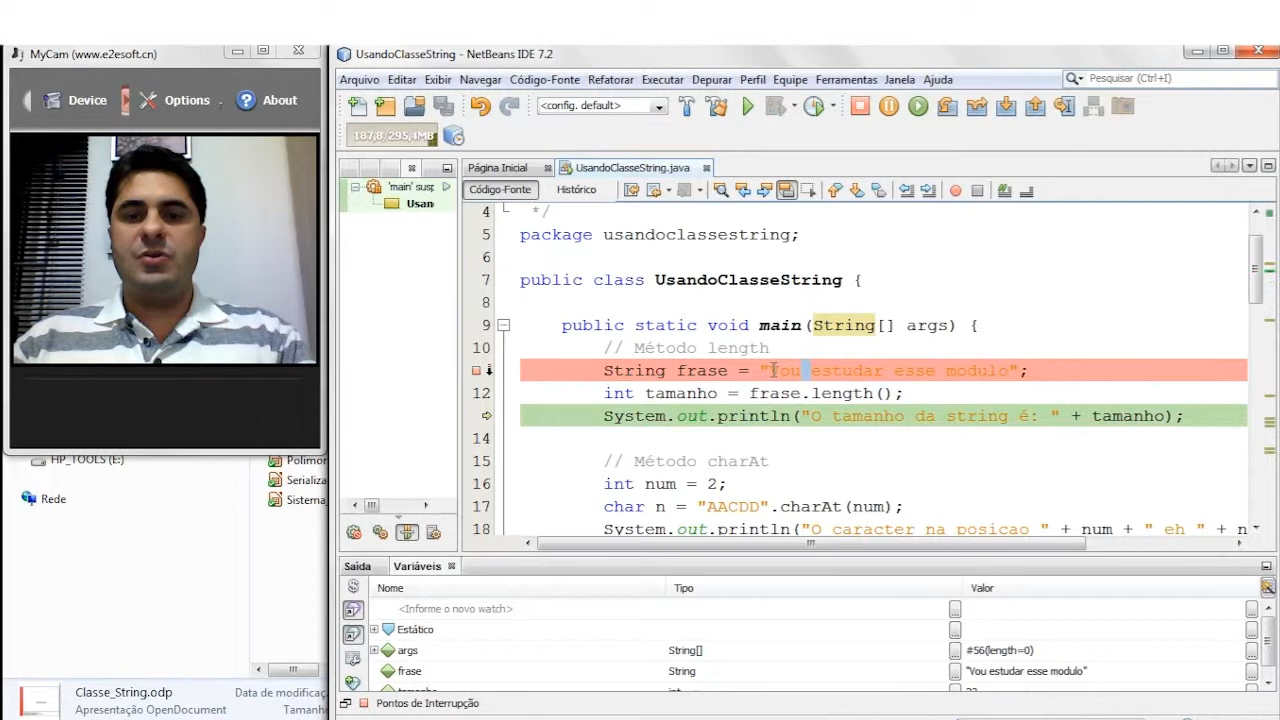 MyCam (www.e2esoft.cn)
Device
Options
About
HP_TOOLS (E:)
Rede
Polimor
Serializa
Sistema_
Classe_String.odp
Data de modificaç
Apresentação OpenDocument
Tamanho
UsandoClasseString - NetBeans IDE 7.2
Arquivo Editar Exibir Navegar Código-Fonte Refatorar Executar Depurar Perfil Equipe Ferramentas Janela Ajuda
Pesquisar (Ctrl+I)
<config. default>
187,8/295,4MB
'main' susp
Usan
Página Inicial
UsandoClasseString.java
Código-Fonte
Histórico
4 */
5 package usandoclassestring;
6
7 public class UsandoClasseString {
8
9 public static void main(String[] args) {
10 // Método length
String frase = "Vou estudar esse modulo";
12 int tamanho = frase.length();
System.out.println("O tamanho da string é: " + tamanho);
14
15 // Método charAt
16 int num = 2;
17 char n = "AACDD".charAt(num);
18 System.out.println("O caracter na posicao " + num + " eh " + n
Saída
Variáveis
Nome Tipo Valor
<Informe o novo watch>
Estático
args String[] #56(length=0)
frase String "Vou estudar esse modulo"
Pontos de Interrupção